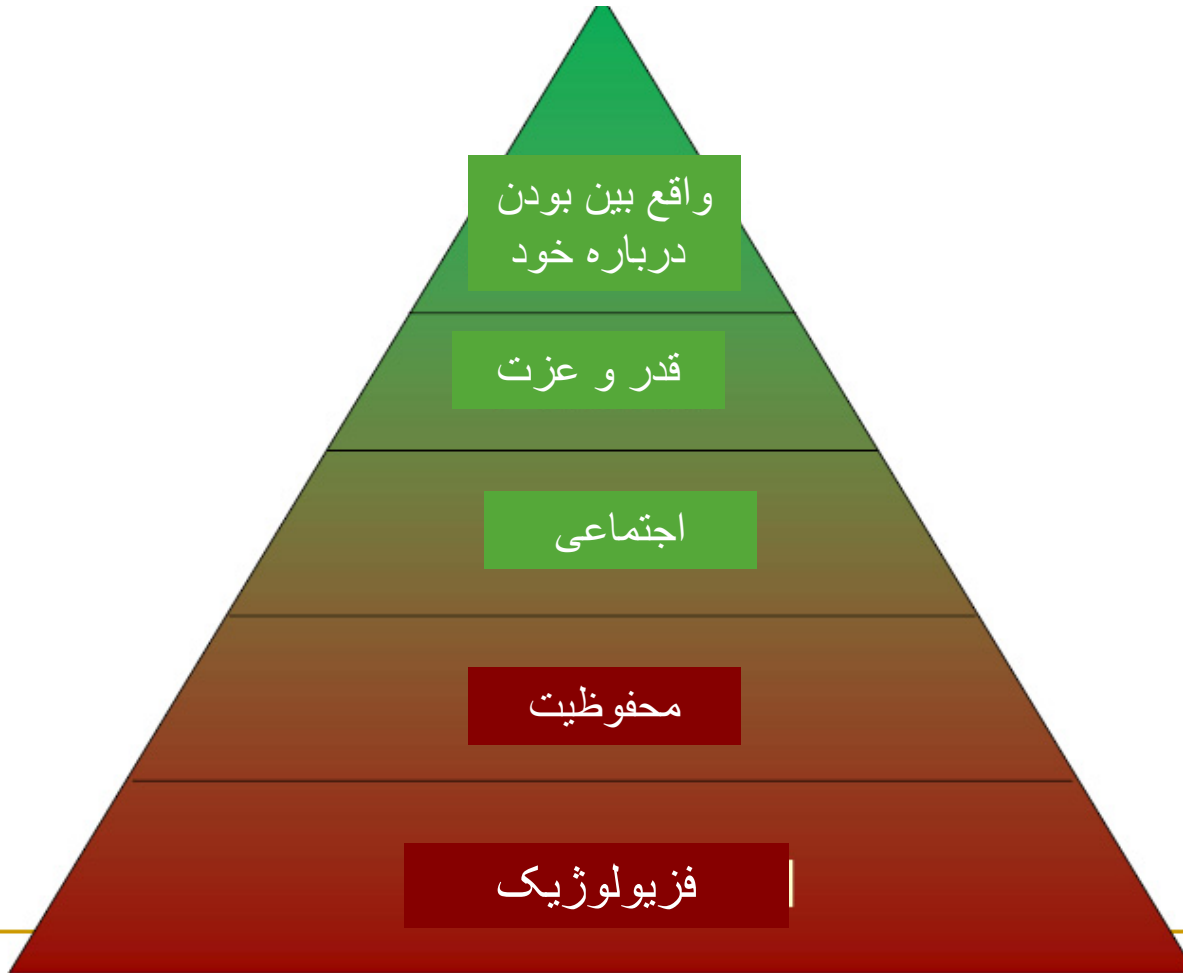 واقع بین بودن
درباره خود
قدر و عزت
اجتماعی
محفوظیت
فزیولوژیک